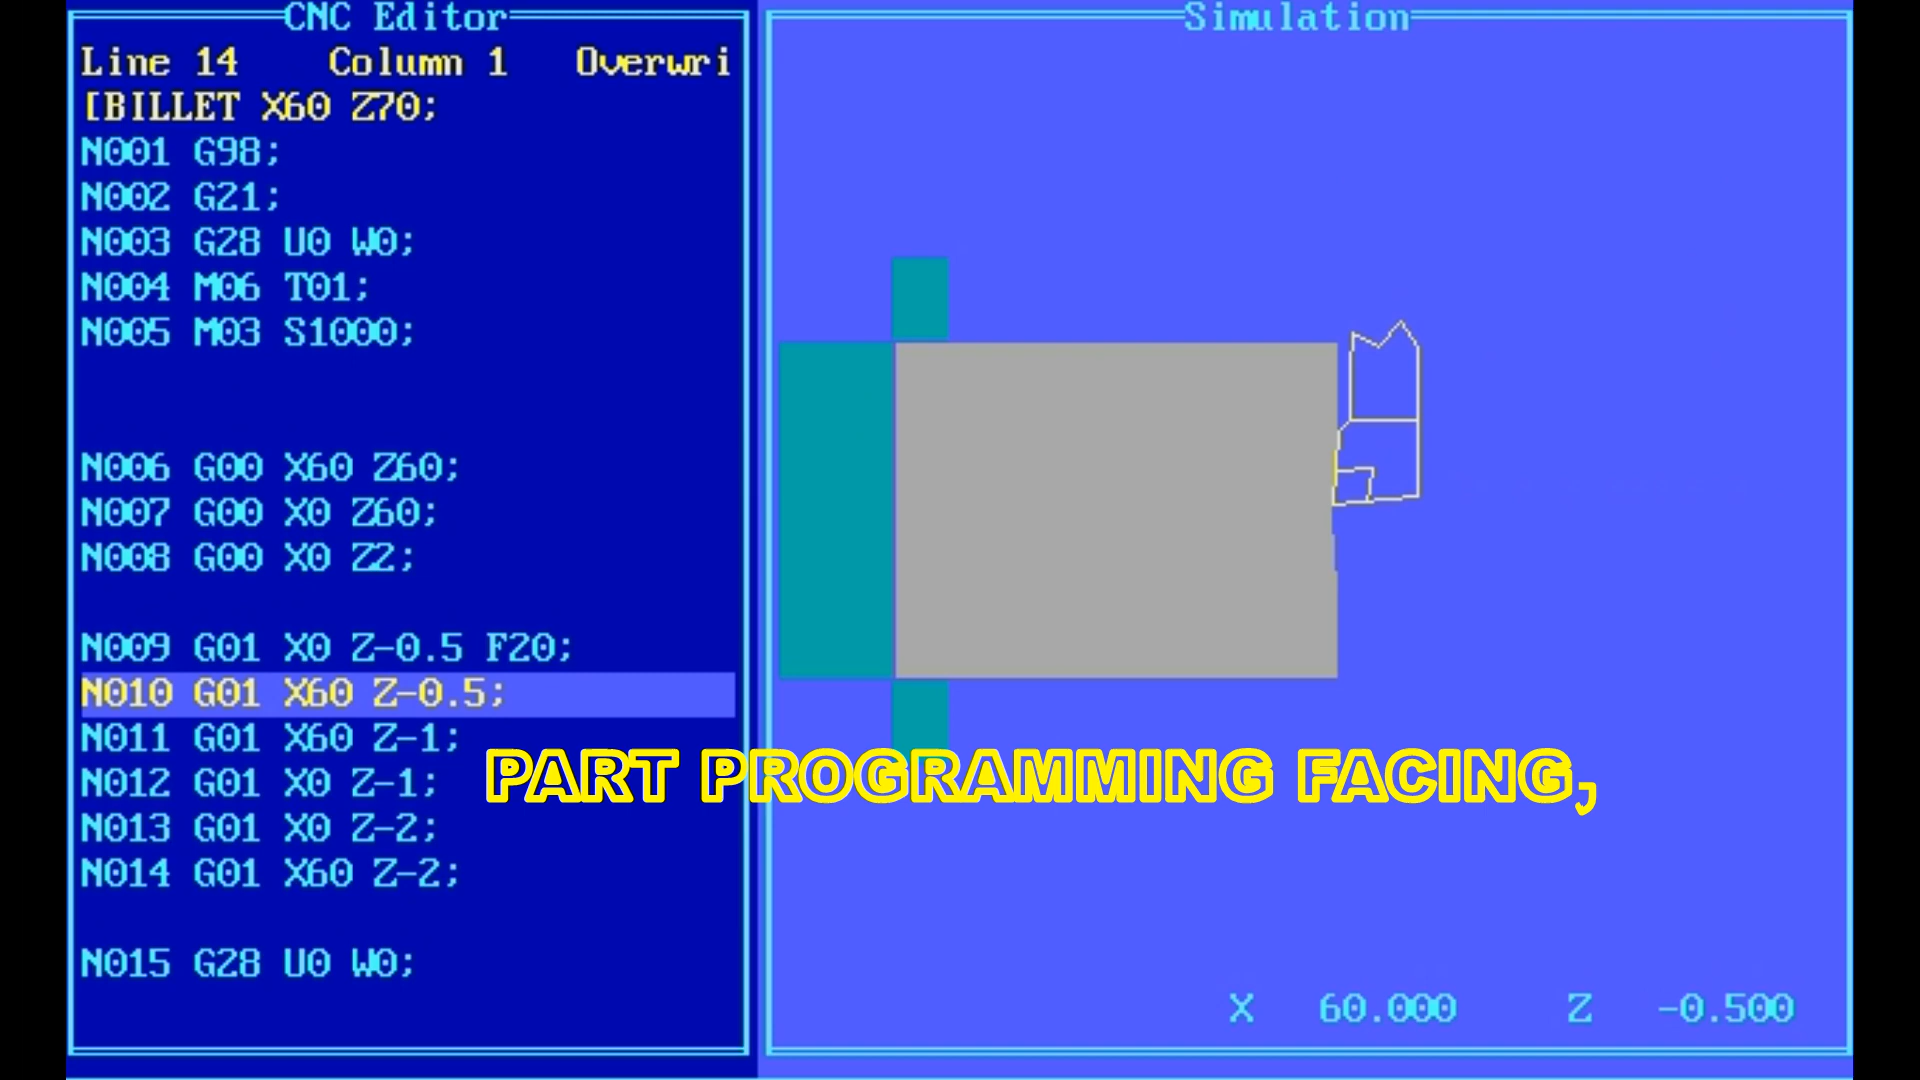 CNC Editor
Line 14 Column 1 Overwri
[BILLET X60 Z70;
N001 G98;
N002 G21;
N003 G28 U0 W0;
N004 M06 T01;
N005 M03 S1000;
N006 G00 X60 Z60;
N007 G00 X0 Z60;
N008 G00 X0 Z2;
N009 G01 X0 Z-0.5 F20;
N010 G01 X60 Z-0.5;
N011 G01 X60 Z-1;
N012 G01 X0 Z-1;
N013 G01 X0 Z-2;
N014 G01 X60 Z-2;
N015 G28 U0 W0;
Simulation
PART PROGRAMMING FACING,
X 60.000 Z -0.500